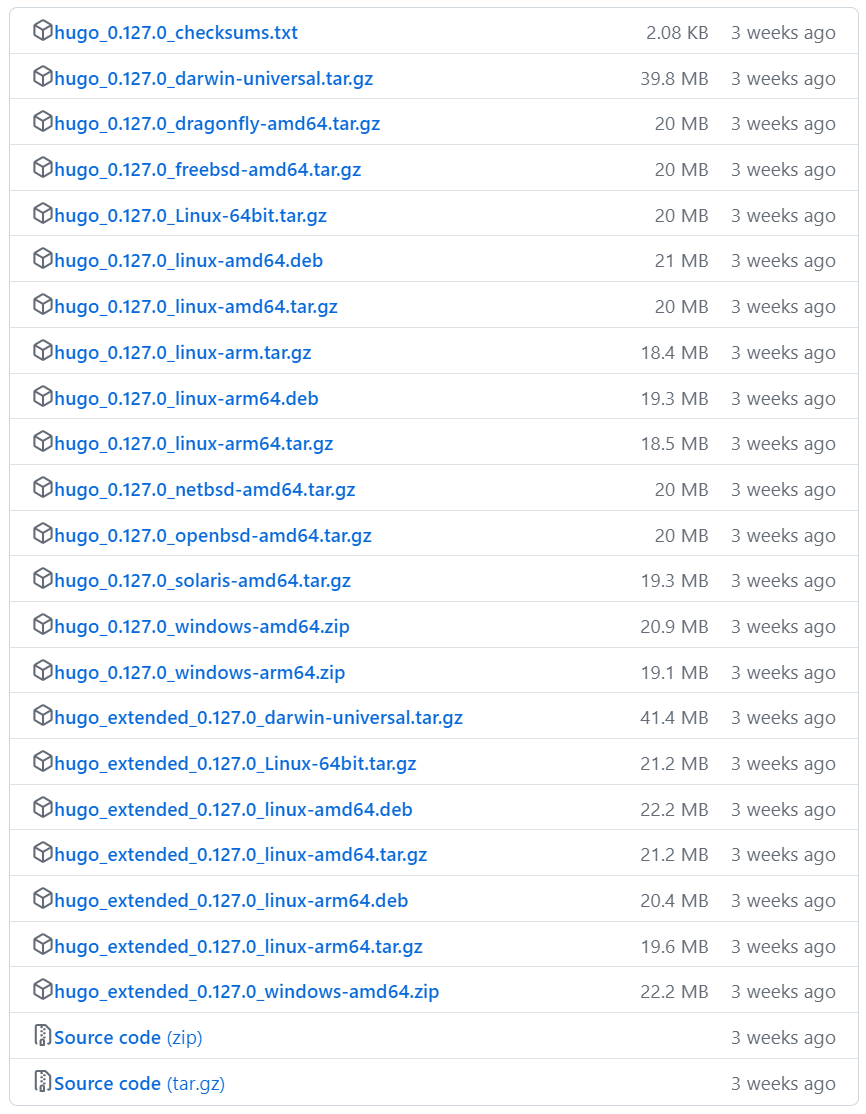 hugo_0.127.0_checksums.txt 2.08 KB 3 weeks ago
hugo_0.127.0_darwin-universal.tar.gz 39.8 MB 3 weeks ago
hugo_0.127.0_dragonfly-amd64.tar.gz 20 MB 3 weeks ago
hugo_0.127.0_freebsd-amd64.tar.gz 20 MB 3 weeks ago
hugo_0.127.0_Linux-64bit.tar.gz 20 MB 3 weeks ago
hugo_0.127.0_linux-amd64.deb 21 MB 3 weeks ago
hugo_0.127.0_linux-amd64.tar.gz 20 MB 3 weeks ago
hugo_0.127.0_linux-arm.tar.gz 18.4 MB 3 weeks ago
hugo_0.127.0_linux-arm64.deb 19.3 MB 3 weeks ago
hugo_0.127.0_linux-arm64.tar.gz 18.5 MB 3 weeks ago
hugo_0.127.0_netbsd-amd64.tar.gz 20 MB 3 weeks ago
hugo_0.127.0_openbsd-amd64.tar.gz 20 MB 3 weeks ago
hugo_0.127.0_solaris-amd64.tar.gz 19.3 MB 3 weeks ago
hugo_0.127.0_windows-amd64.zip 20.9 MB 3 weeks ago
hugo_0.127.0_windows-arm64.zip 19.1 MB 3 weeks ago
hugo_extended_0.127.0_darwin-universal.tar.gz 41.4 MB 3 weeks ago
hugo_extended_0.127.0_Linux-64bit.tar.gz 21.2 MB 3 weeks ago
hugo_extended_0.127.0_linux-amd64.deb 22.2 MB 3 weeks ago
hugo_extended_0.127.0_linux-amd64.tar.gz 21.2 MB 3 weeks ago
hugo_extended_0.127.0_linux-arm64.deb 20.4 MB 3 weeks ago
hugo_extended_0.127.0_linux-arm64.tar.gz 19.6 MB 3 weeks ago
hugo_extended_0.127.0_windows-amd64.zip 22.2 MB 3 weeks ago
Source code (zip) 3 weeks ago
Source code (tar.gz) 3 weeks ago